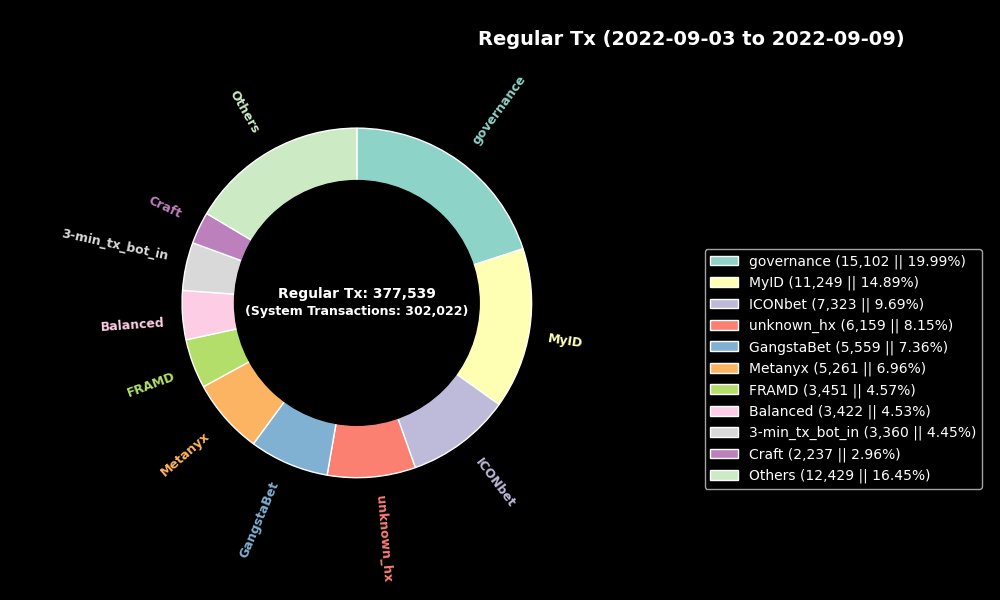 Regular Tx (2022-09-03 to 2022-09-09)
governance
MyID
ICONbet
unknown_hx
GangstaBet
Metanyx
FRAMD
Balanced
3-min_tx_bot_in
Craft
Others
Regular Tx: 377,539
(System Transactions: 302,022)
governance (15,102 || 19.99%)
MyID (11,249 || 14.89%)
ICONbet (7,323 || 9.69%)
unknown_hx (6,159 || 8.15%)
GangstaBet (5,559 || 7.36%)
Metanyx (5,261 || 6.96%)
FRAMD (3,451 || 4.57%)
Balanced (3,422 || 4.53%)
3-min_tx_bot_in (3,360 || 4.45%)
Craft (2,237 || 2.96%)
Others (12,429 || 16.45%)